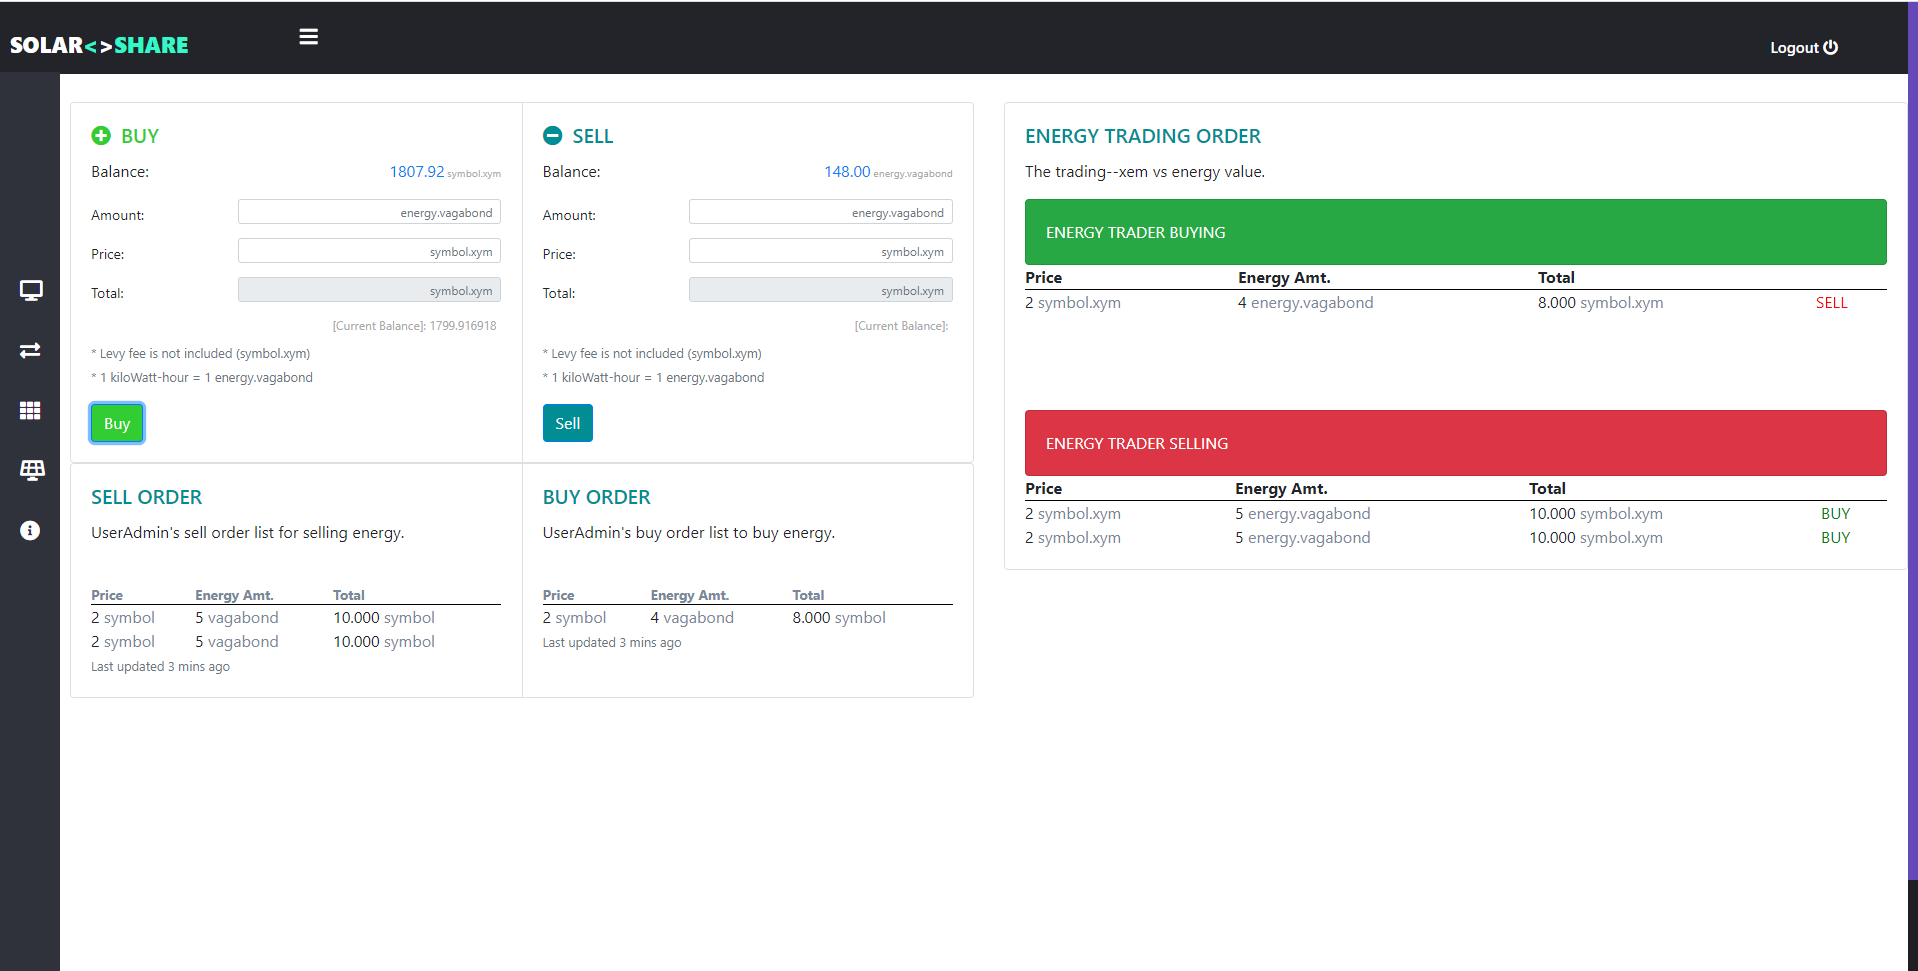 SOLAR<>SHARE
Logout
BUY
Balance: 1807.92 symbol.xym
Amount: energy.vagabond
Price: symbol.xym
Total: symbol.xym
[Current Balance]: 1799.916918
* Levy fee is not included (symbol.xym)
* 1 kiloWatt-hour = 1 energy.vagabond
Buy
SELL
Balance: 148.00 energy.vagabond
Amount: energy.vagabond
Price: symbol.xym
Total: symbol.xym
[Current Balance]:
* Levy fee is not included (symbol.xym)
* 1 kiloWatt-hour = 1 energy.vagabond
Sell
SELL ORDER
UserAdmin's sell order list for selling energy.
Price Energy Amt. Total
2 symbol 5 vagabond 10.000 symbol
2 symbol 5 vagabond 10.000 symbol
Last updated 3 mins ago
BUY ORDER
UserAdmin's buy order list to buy energy.
Price Energy Amt. Total
2 symbol 4 vagabond 8.000 symbol
Last updated 3 mins ago
ENERGY TRADING ORDER
The trading--xem vs energy value.
ENERGY TRADER BUYING
Price Energy Amt. Total
2 symbol.xym 4 energy.vagabond 8.000 symbol.xym SELL
ENERGY TRADER SELLING
Price Energy Amt. Total
2 symbol.xym 5 energy.vagabond 10.000 symbol.xym BUY
2 symbol.xym 5 energy.vagabond 10.000 symbol.xym BUY